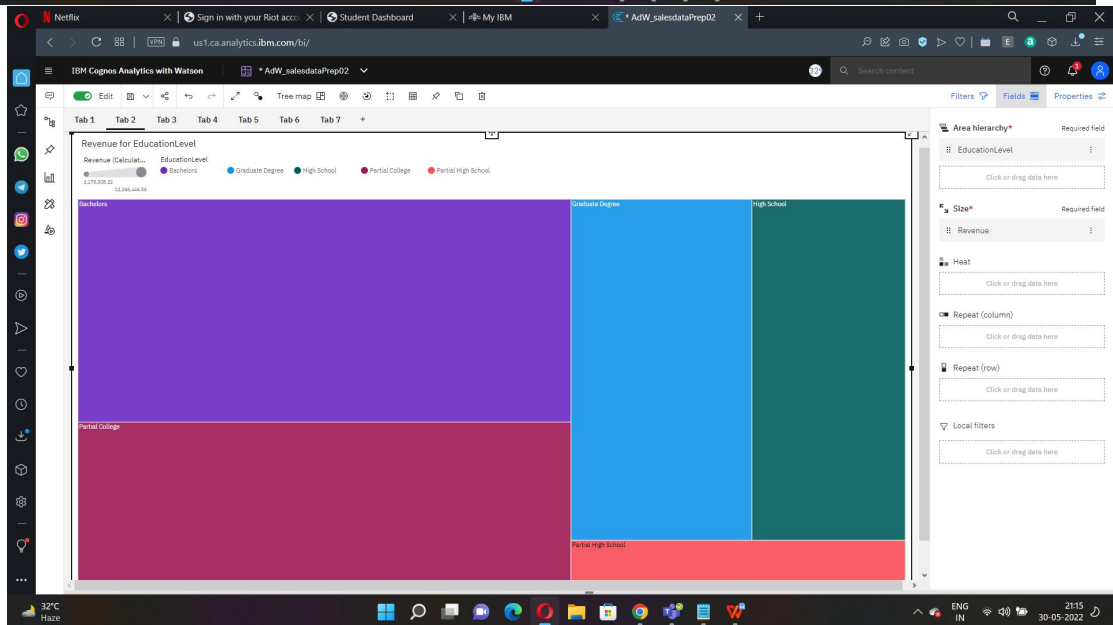 Netflix
Sign in with your Riot acco
Student Dashboard
My IBM
* AdW_salesdataPrep02
VPN
us1.ca.analytics.ibm.com/bi/
IBM Cognos Analytics with Watson
* AdW_salesdataPrep02
Search content
Edit
Tree map
Filters
Fields
Properties
Tab 1
Tab 2
Tab 3
Tab 4
Tab 5
Tab 6
Tab 7
+
Revenue for EducationLevel
Revenue (Calculat...
EducationLevel
Bachelors
Graduate Degree
High School
Partial College
Partial High School
Bachelors
Graduate Degree
High School
Partial College
Partial High School
Area hierarchy*
Required field
EducationLevel
Click or drag data here
Size*
Required field
Revenue
Heat
Click or drag data here
Repeat (column)
Click or drag data here
Repeat (row)
Click or drag data here
Local filters
Click or drag data here
32°C
Haze
ENG
IN
21:15
30-05-2022